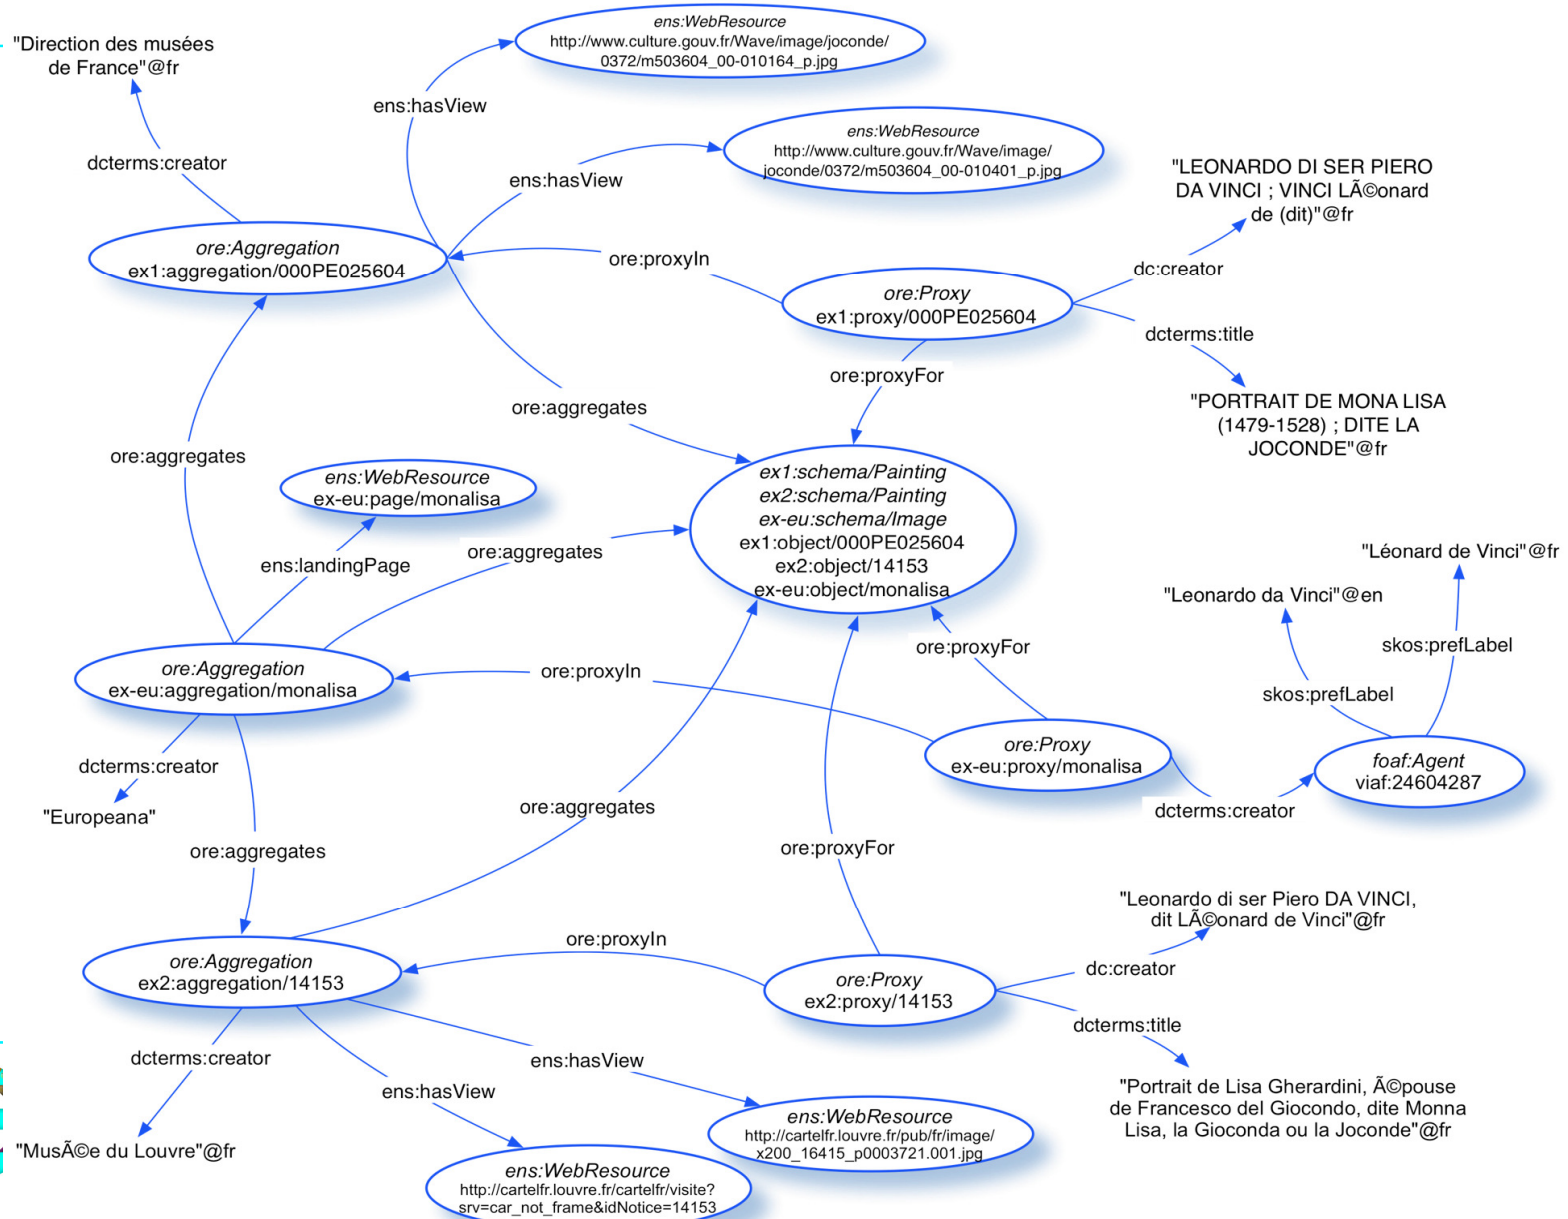 ens:WebResource
http://www.culture.gouv.fr/Wave/image/joconde/
0372/m503604_00-010164_p.jpg
"Direction des musées
de France"@fr
ens:hasView
ens:WebResource
http://www.culture.gouv.fr/Wave/image/
joconde/0372/m503604_00-010401_p.jpg
dcterms:creator
ens:hasView
"LEONARDO DI SER PIERO
DA VINCI ; VINCI LÃ©onard
de (dit)"@fr
ore:Aggregation
ex1:aggregation/000PE025604
ore:proxyIn
dc:creator
ore:Proxy
ex1:proxy/000PE025604
dcterms:title
ore:proxyFor
ore:aggregates
"PORTRAIT DE MONA LISA
(1479-1528) ; DITE LA
JOCONDE"@fr
ore:aggregates
ens:WebResource
ex-eu:page/monalisa
ex1:schema/Painting
ex2:schema/Painting
ex-eu:schema/Image
ex1:object/000PE025604
ex2:object/14153
ex-eu:object/monalisa
ens:landingPage
ore:aggregates
"Léonard de Vinci"@fr
"Leonardo da Vinci"@en
ore:proxyFor
skos:prefLabel
ore:Aggregation
ex-eu:aggregation/monalisa
ore:proxyIn
skos:prefLabel
ore:Proxy
ex-eu:proxy/monalisa
foaf:Agent
viaf:24604287
dcterms:creator
"Europeana"
ore:aggregates
dcterms:creator
ore:aggregates
ore:proxyFor
"Leonardo di ser Piero DA VINCI,
dit LÃ©onard de Vinci"@fr
ore:proxyIn
ore:Aggregation
ex2:aggregation/14153
dc:creator
ore:Proxy
ex2:proxy/14153
dcterms:title
dcterms:creator
ens:hasView
ens:hasView
"Portrait de Lisa Gherardini, Ã©pouse
de Francesco del Giocondo, dite Monna
Lisa, la Gioconda ou la Joconde"@fr
ens:WebResource
http://cartelfr.louvre.fr/pub/fr/image/
x200_16415_p0003721.001.jpg
"MusÃ©e du Louvre"@fr
ens:WebResource
http://cartelfr.louvre.fr/cartelfr/visite?
srv=car_not_frame&idNotice=14153